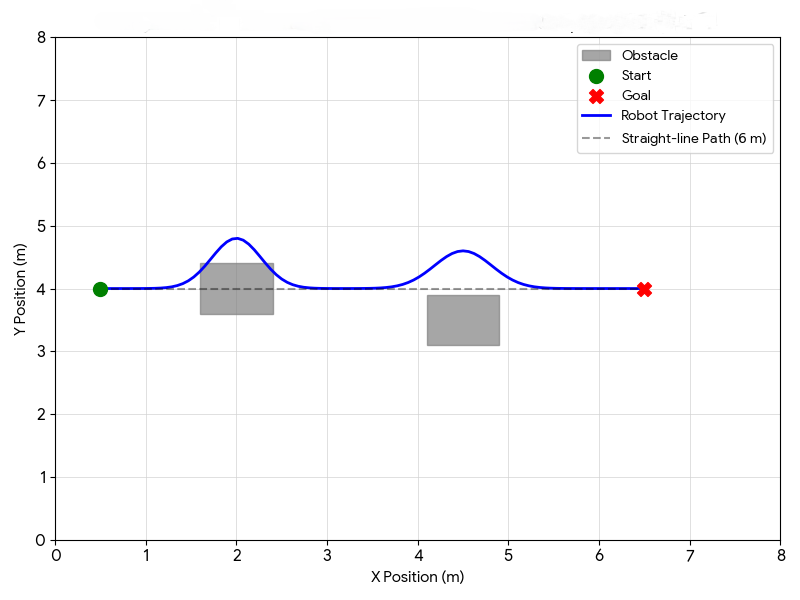 8
7
6
5
4
3
2
1
0
Y Position (m)
Obstacle
Start
Goal
Robot Trajectory
Straight-line Path (6 m)
0 1 2 3 4 5 6 7 8
X Position (m)